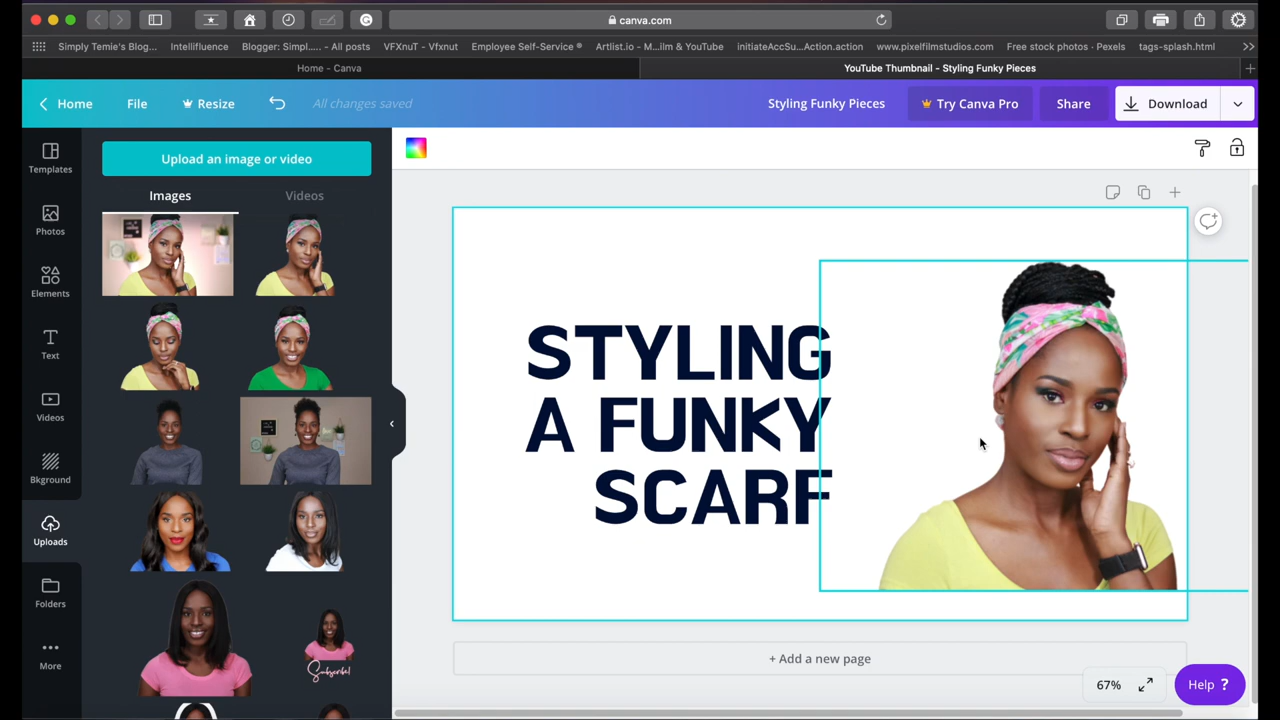 canva.com
Simply Temie's Blog...
Intellifluence
Blogger: Simpl.... - All posts
VFXnuT - Vfxnut
Employee Self-Service ®
Artlist.io - M...ilm & YouTube
initiateAccSu...Action.action
www.pixelfilmstudios.com
Free stock photos · Pexels
tags-splash.html
Home - Canva
YouTube Thumbnail - Styling Funky Pieces
Home
File
Resize
All changes saved
Styling Funky Pieces
Try Canva Pro
Share
Download
Templates
Photos
Elements
Text
Videos
Bkground
Uploads
Folders
More
Upload an image or video
Images
Videos
Subscribe!
STYLING
A FUNKY
SCARF
+ Add a new page
67%
Help ?